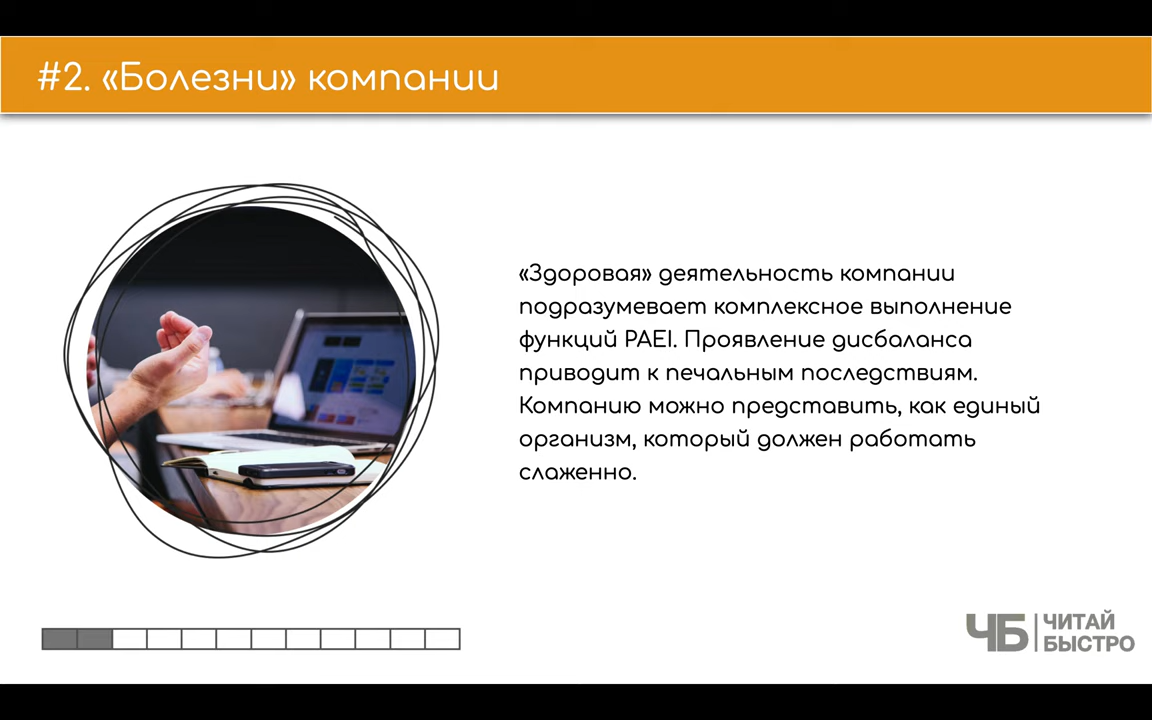 #2. «Болезни» компании
«Здоровая» деятельность компании
подразумевает комплексное выполнение
функций PAEI. Проявление дисбаланса
приводит к печальным последствиям.
Компанию можно представить, как единый
организм, который должен работать
слаженно.
ЧБ
ЧИТАЙ
БЫСТРО